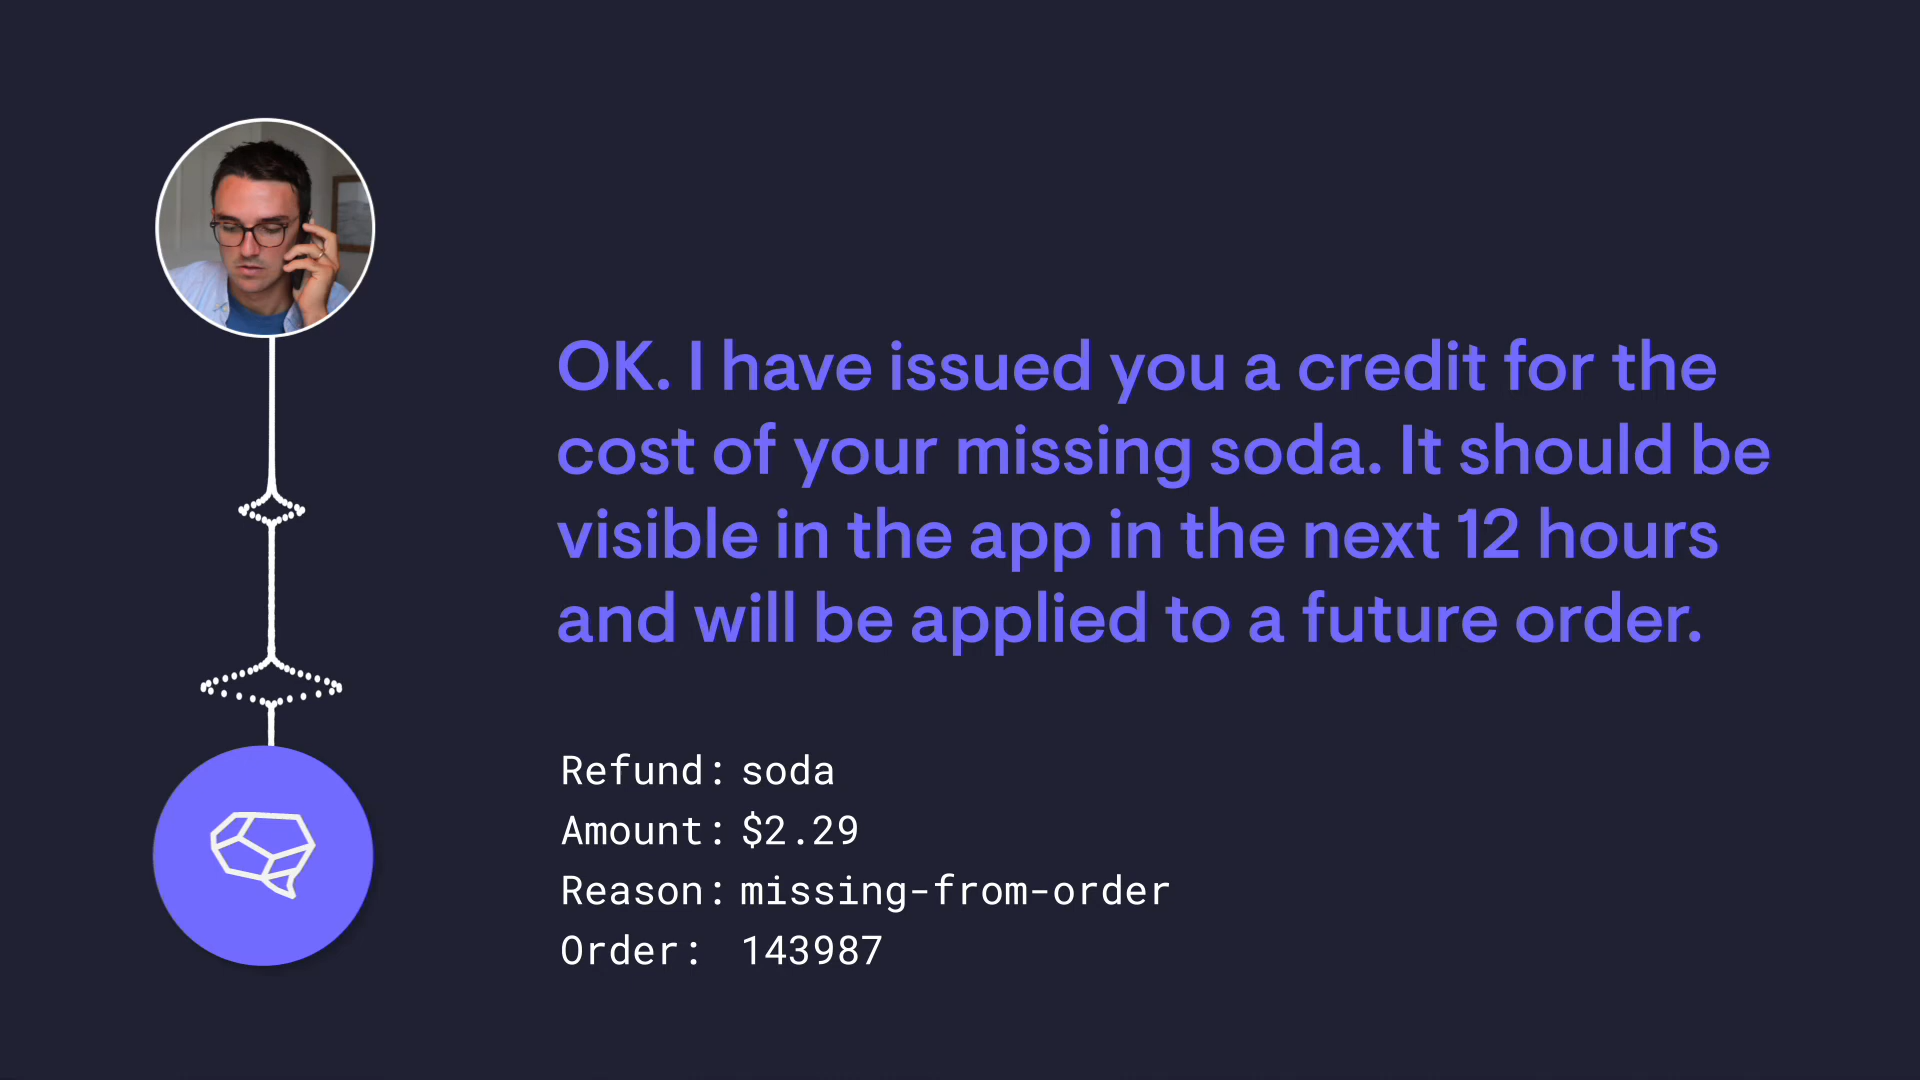 OK. I have issued you a credit for the
cost of your missing soda. It should be
visible in the app in the next 12 hours
and will be applied to a future order.
Refund: soda
Amount: $2.29
Reason: missing-from-order
Order: 143987